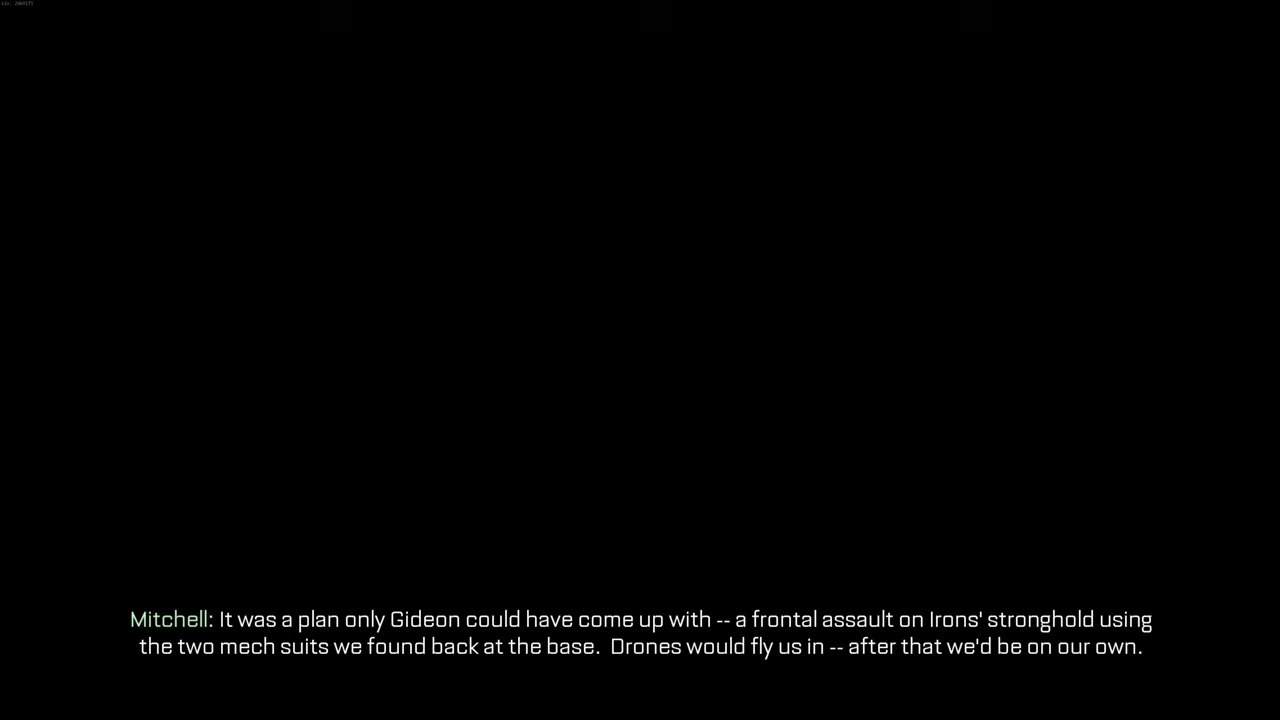 Mitchell: It was a plan only Gideon could have come up with -- a frontal assault on Irons' stronghold using
the two mech suits we found back at the base.  Drones would fly us in -- after that we'd be on our own.